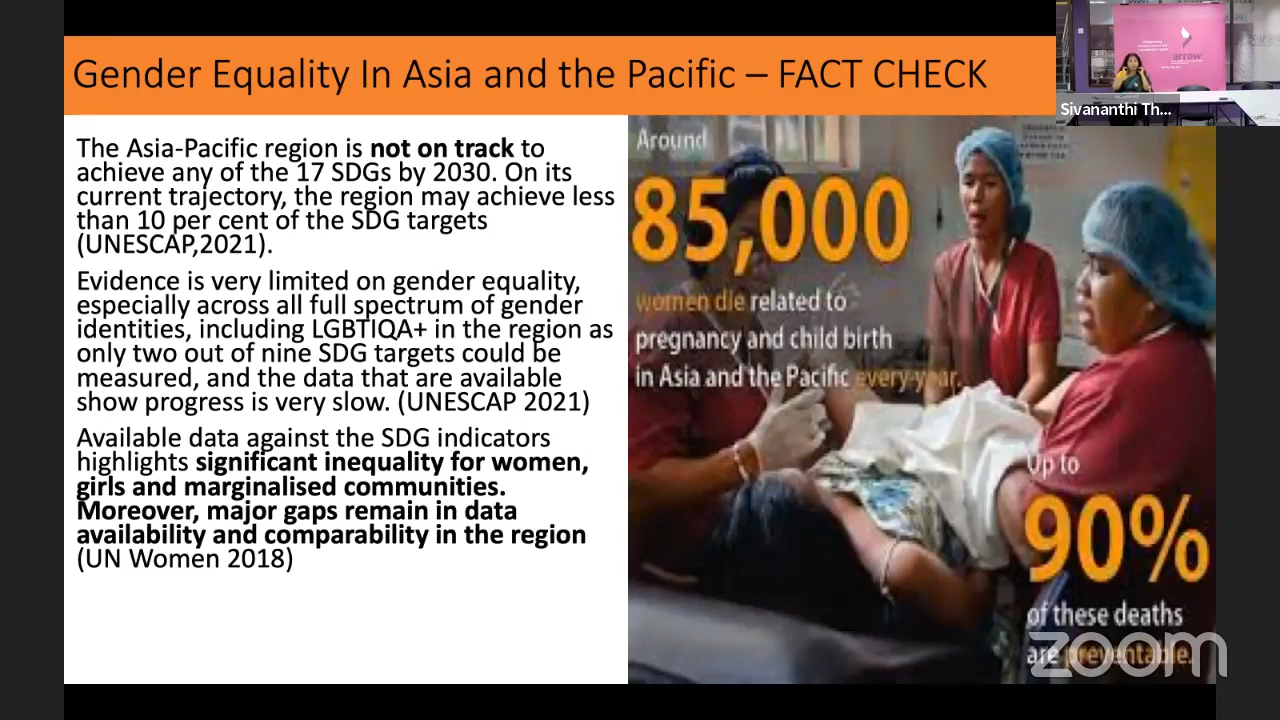 Gender Equality In Asia and the Pacific – FACT CHECK
The Asia-Pacific region is not on track to
achieve any of the 17 SDGs by 2030. On its
current trajectory, the region may achieve less
than 10 per cent of the SDG targets
(UNESCAP,2021).
Evidence is very limited on gender equality,
especially across all full spectrum of gender
identities, including LGBTIQA+ in the region as
only two out of nine SDG targets could be
measured, and the data that are available
show progress is very slow. (UNESCAP 2021)
Available data against the SDG indicators
highlights significant inequality for women,
girls and marginalised communities.
Moreover, major gaps remain in data
availability and comparability in the region
(UN Women 2018)
Around
85,000
women die related to
pregnancy and child birth
in Asia and the Pacific every year.
Up to
90%
of these deaths
are preventable.
arrow
Sivananthi Th...
zoom